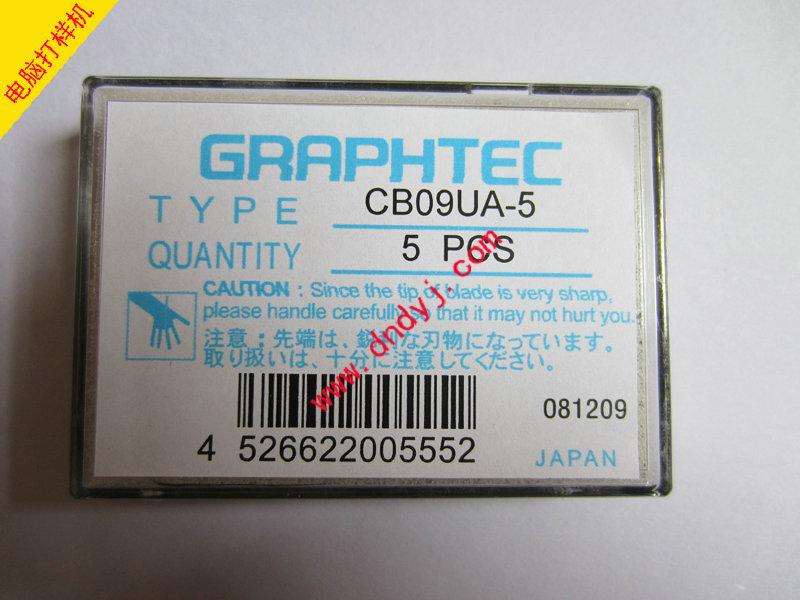 电脑打样机
GRAPHTEC
TYPE CB09UA-5
QUANTITY 5 PCS
CAUTION : Since the tip of blade is very sharp,
please handle carefully so that it may not hurt you.
注意：先端は、鋭利な刃物になっています。
取り扱いは、十分に注意してください。
www.dndyj.com
081209
4 526622005552
JAPAN